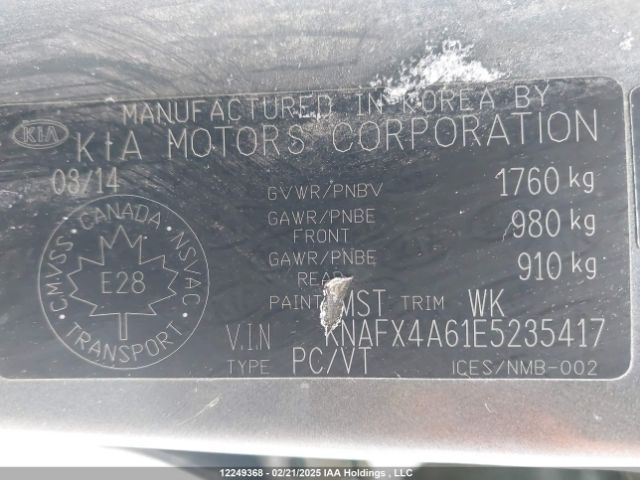 MANUFACTURED IN KOREA BY
KIA KIA MOTORS CORPORATION
03/14
GVWR/PNBV 1760 kg
GAWR/PNBE FRONT 980 kg
GAWR/PNBE REAR 910 kg
PAINT MST TRIM WK
V.I.N KNAFX4A61E5235417
TYPE PC/VT ICES/NMB-002
CANADA
CMVSS NSVAC
E28
TRANSPORT
12249368 - 02/21/2025 IAA Holdings , LLC